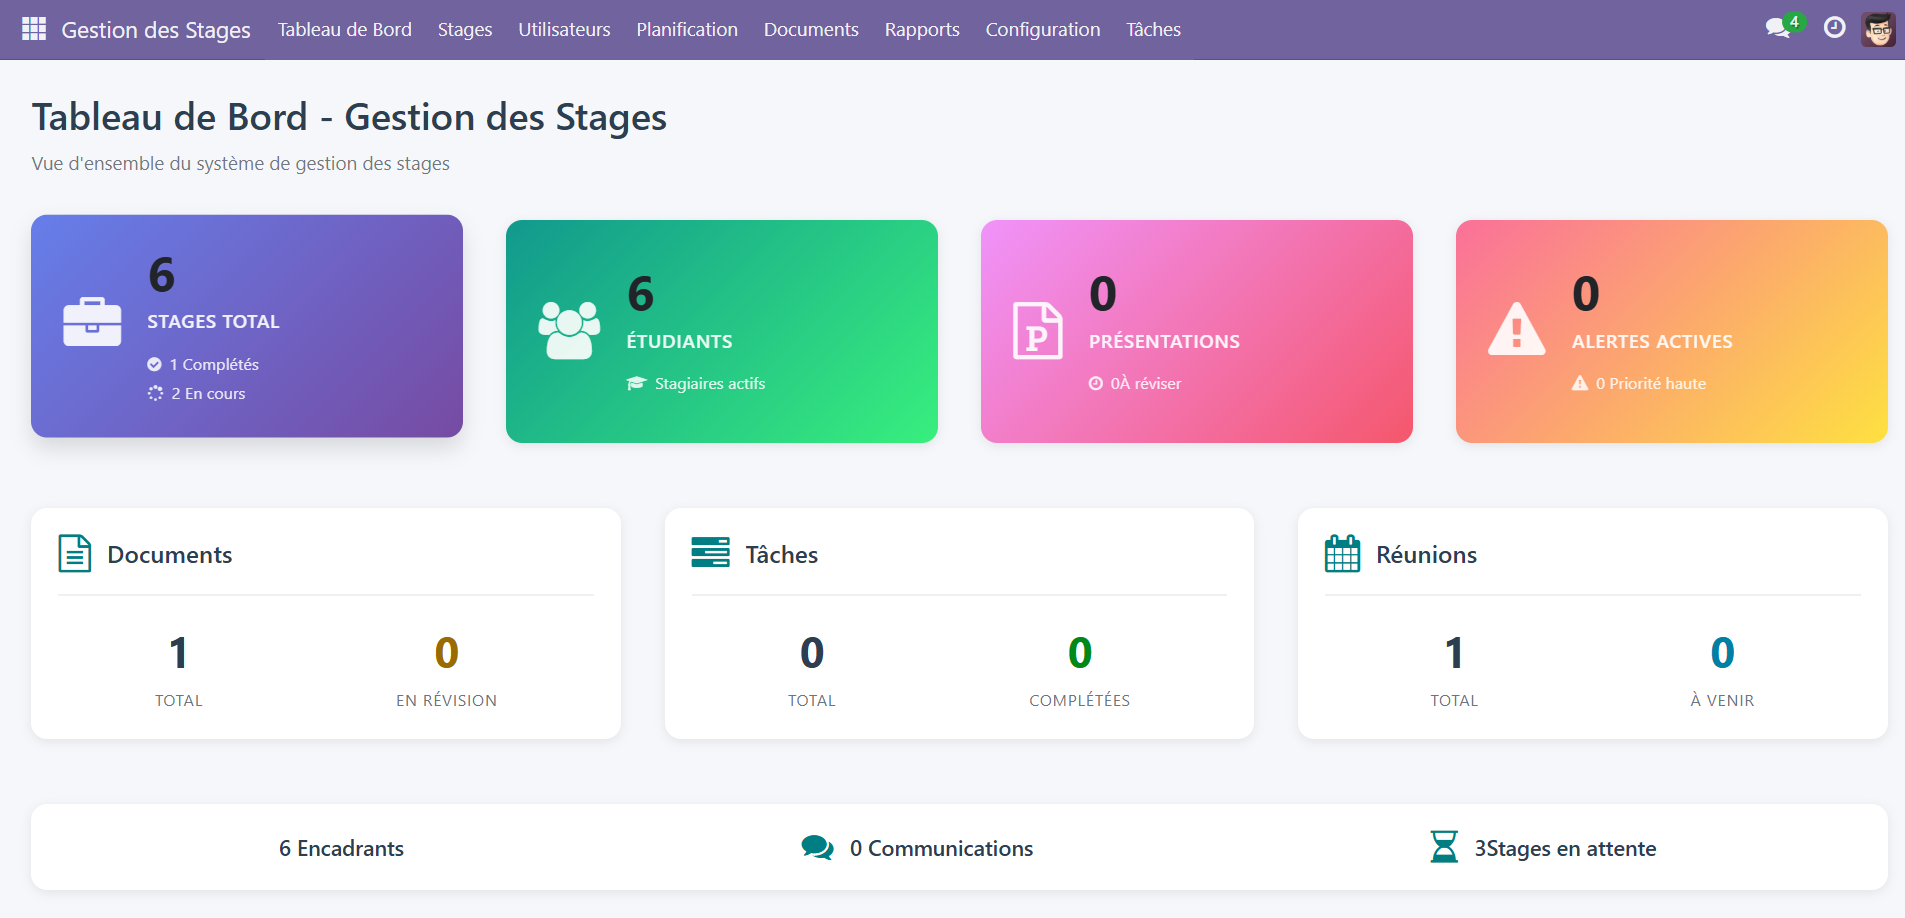 Gestion des Stages Tableau de Bord Stages Utilisateurs Planification Documents Rapports Configuration Tâches 4
Tableau de Bord - Gestion des Stages
Vue d'ensemble du système de gestion des stages
6
STAGES TOTAL
1 Complétés
2 En cours
6
ÉTUDIANTS
Stagiaires actifs
0
PRÉSENTATIONS
0À réviser
0
ALERTES ACTIVES
0 Priorité haute
Documents
1 0
TOTAL EN RÉVISION
Tâches
0 0
TOTAL COMPLÉTÉES
Réunions
1 0
TOTAL À VENIR
6 Encadrants 0 Communications 3Stages en attente